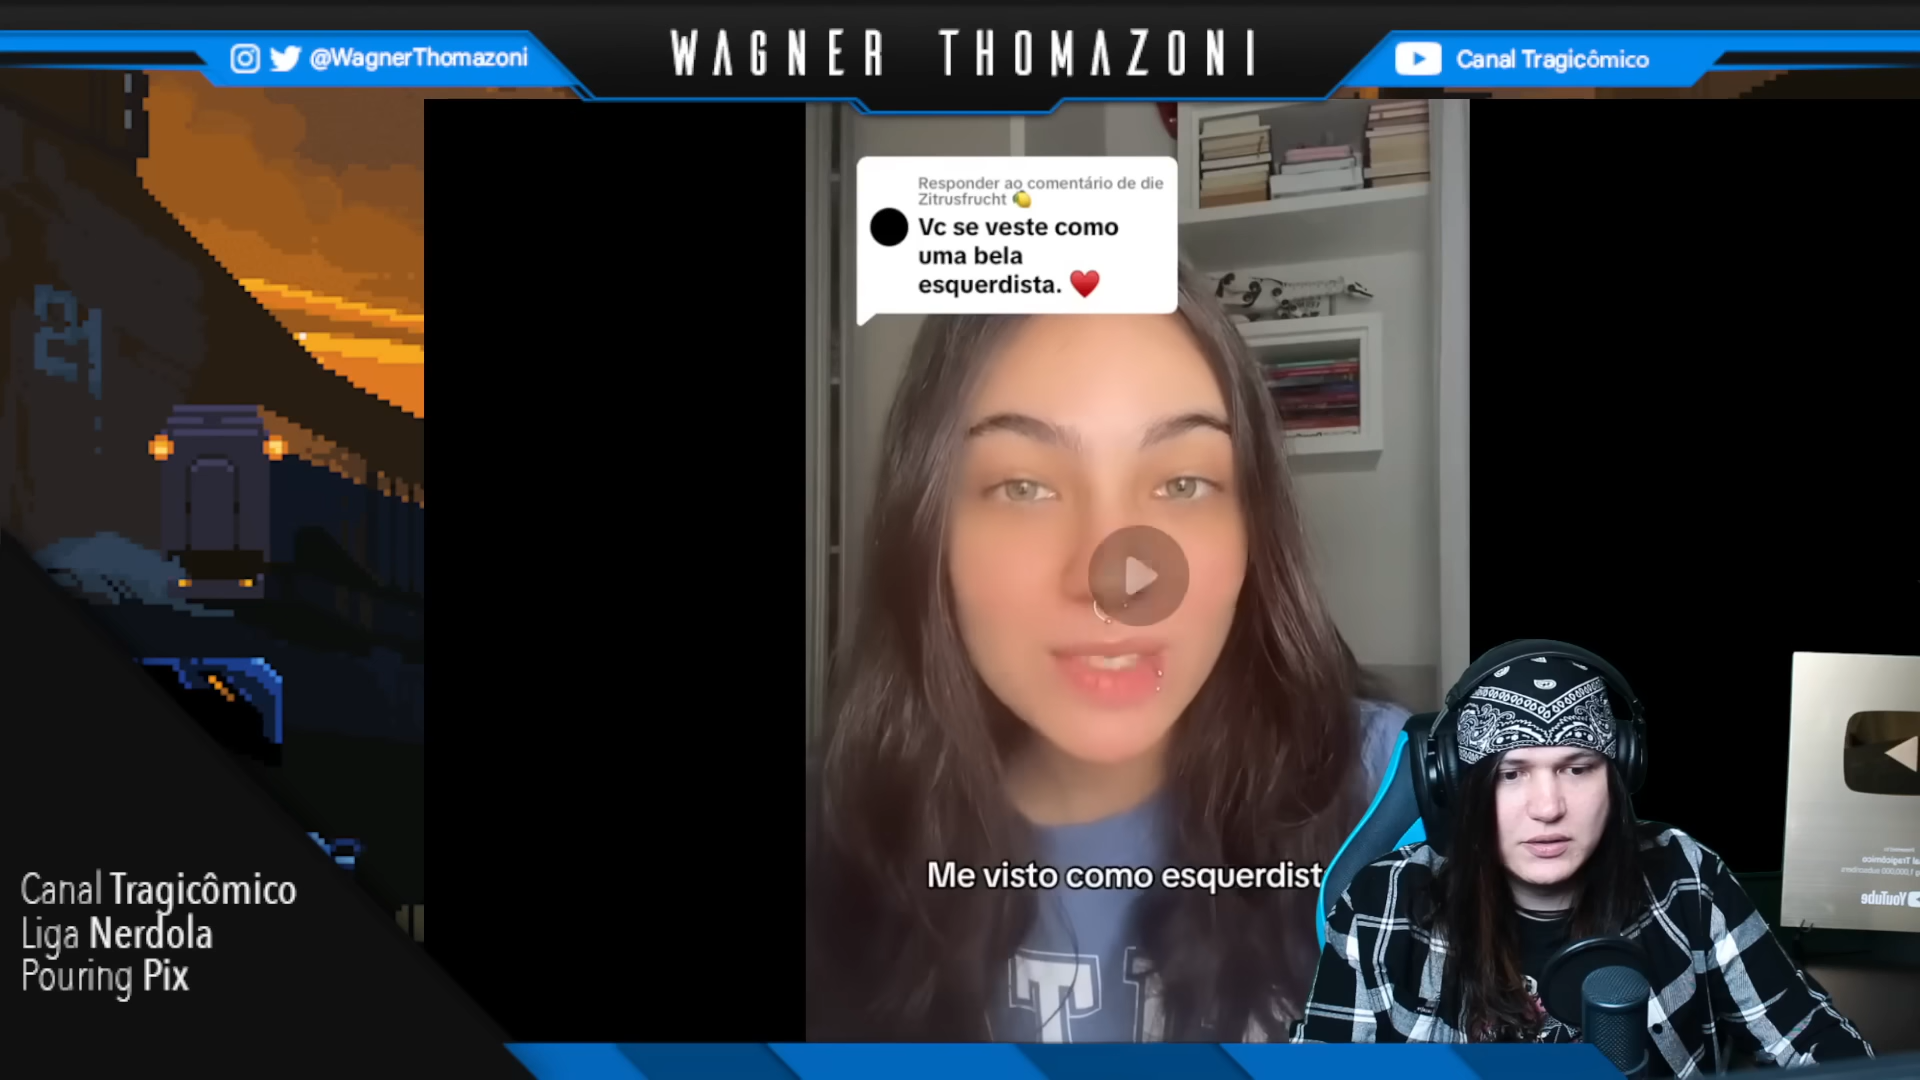 WAGNER THOMAZONI
@WagnerThomazoni
Canal Tragicômico
Responder ao comentário de die
Zitrusfrucht 🍋
Vc se veste como
uma bela
esquerdista. ♥️
Me visto como esquerdist
Canal Tragicômico
Liga Nerdola
Pouring Pix
YouTube